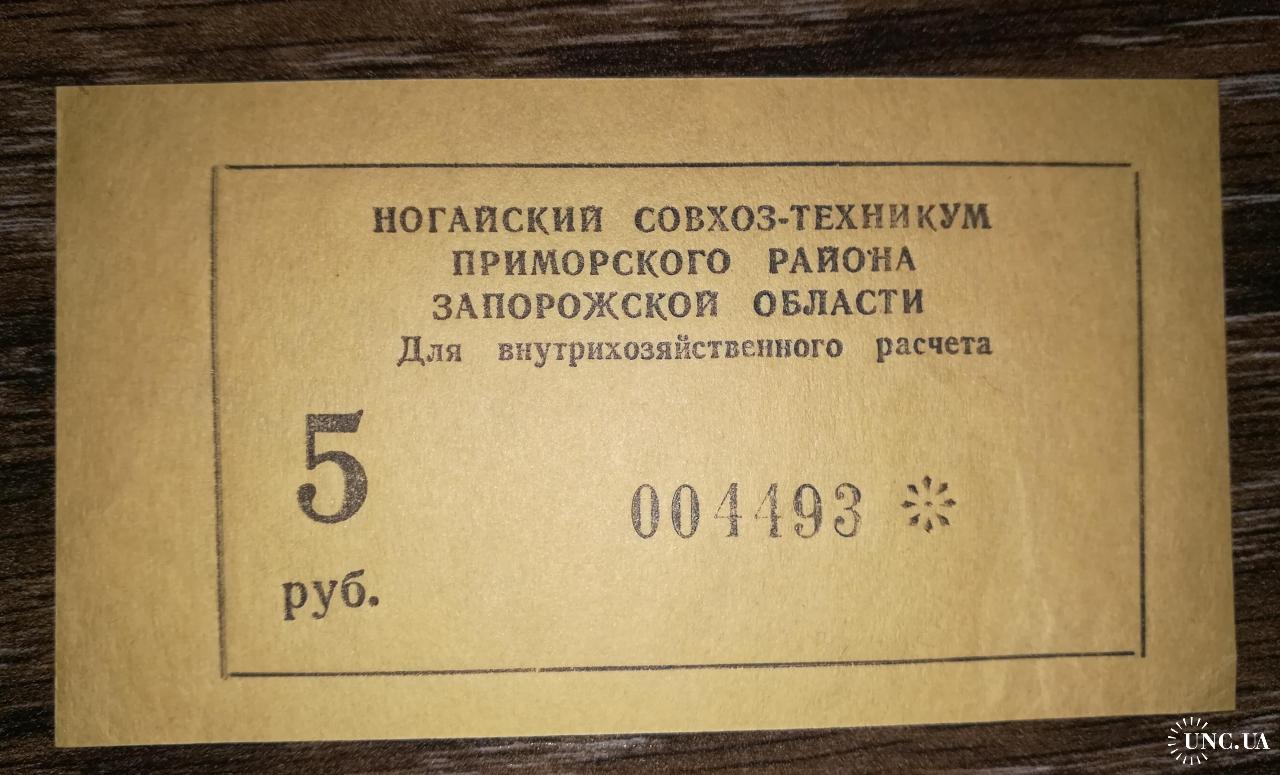 НОГАЙСКИЙ СОВХОЗ-ТЕХНИКУМ
ПРИМОРСКОГО РАЙОНА
ЗАПОРОЖСКОЙ ОБЛАСТИ
Для внутрихозяйственного расчета
5
004493
руб.
UNC.UA